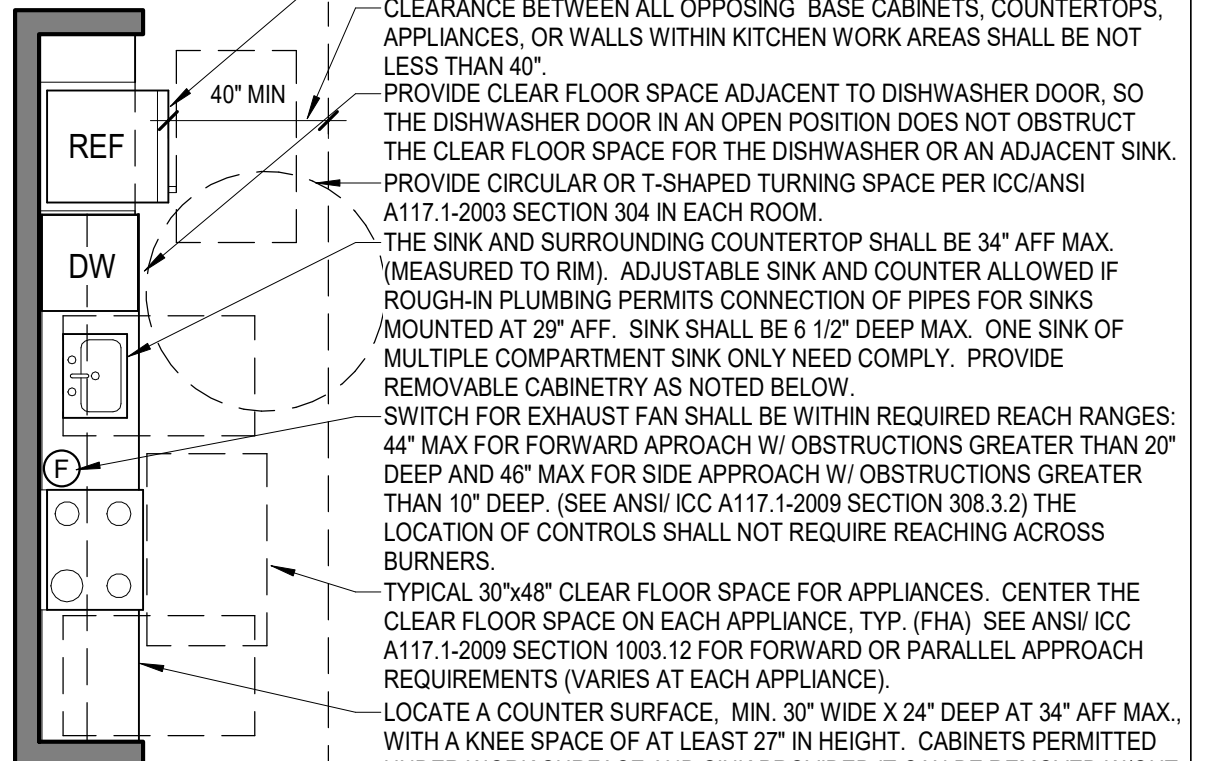 CLEARANCE BETWEEN ALL OPPOSING BASE CABINETS, COUNTERTOPS,
APPLIANCES, OR WALLS WITHIN KITCHEN WORK AREAS SHALL BE NOT
LESS THAN 40".
40" MIN
PROVIDE CLEAR FLOOR SPACE ADJACENT TO DISHWASHER DOOR, SO
THE DISHWASHER DOOR IN AN OPEN POSITION DOES NOT OBSTRUCT
THE CLEAR FLOOR SPACE FOR THE DISHWASHER OR AN ADJACENT SINK.
REF
PROVIDE CIRCULAR OR T-SHAPED TURNING SPACE PER ICC/ANSI
A117.1-2003 SECTION 304 IN EACH ROOM.
DW
THE SINK AND SURROUNDING COUNTERTOP SHALL BE 34" AFF MAX.
(MEASURED TO RIM). ADJUSTABLE SINK AND COUNTER ALLOWED IF
ROUGH-IN PLUMBING PERMITS CONNECTION OF PIPES FOR SINKS
MOUNTED AT 29" AFF. SINK SHALL BE 6 1/2" DEEP MAX. ONE SINK OF
MULTIPLE COMPARTMENT SINK ONLY NEED COMPLY. PROVIDE
REMOVABLE CABINETRY AS NOTED BELOW.
F
SWITCH FOR EXHAUST FAN SHALL BE WITHIN REQUIRED REACH RANGES:
44" MAX FOR FORWARD APROACH W/ OBSTRUCTIONS GREATER THAN 20"
DEEP AND 46" MAX FOR SIDE APPROACH W/ OBSTRUCTIONS GREATER
THAN 10" DEEP. (SEE ANSI/ ICC A117.1-2009 SECTION 308.3.2) THE
LOCATION OF CONTROLS SHALL NOT REQUIRE REACHING ACROSS
BURNERS.
TYPICAL 30"x48" CLEAR FLOOR SPACE FOR APPLIANCES. CENTER THE
CLEAR FLOOR SPACE ON EACH APPLIANCE, TYP. (FHA) SEE ANSI/ ICC
A117.1-2009 SECTION 1003.12 FOR FORWARD OR PARALLEL APPROACH
REQUIREMENTS (VARIES AT EACH APPLIANCE).
LOCATE A COUNTER SURFACE, MIN. 30" WIDE X 24" DEEP AT 34" AFF MAX.,
WITH A KNEE SPACE OF AT LEAST 27" IN HEIGHT. CABINETS PERMITTED